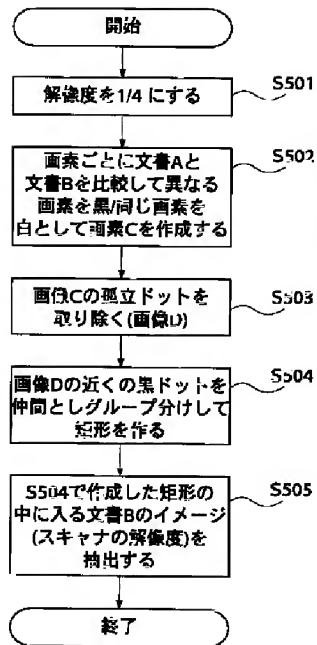 開始
解像度を1/4 にする
S501
画素ごとに文書Aと
文書Bを比較して異なる
画素を黒/同じ画素を
白として画素Cを作成する
S502
画像Cの孤立ドットを
取り除く(画像D)
S503
画像Dの近くの黒ドットを
仲間としグループ分けして
矩形を作る
S504
S504で作成した矩形の
中に入る文書Bのイメージ
(スキャナの解像度)を
抽出する
S505
終了